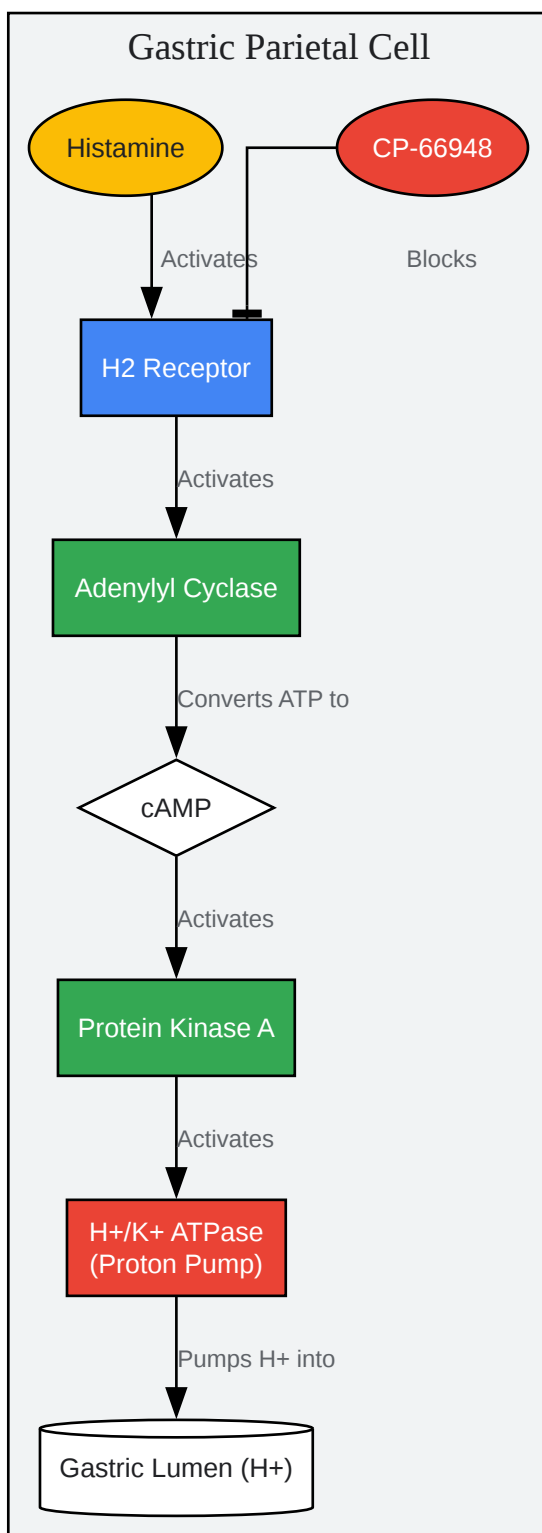 Gastric Parietal Cell
Histamine
CP-66948
Activates
Blocks
H2 Receptor
Activates
Adenylyl Cyclase
Converts ATP to
cAMP
Activates
Protein Kinase A
Activates
H+/K+ ATPase
(Proton Pump)
Pumps H+ into
Gastric Lumen (H+)